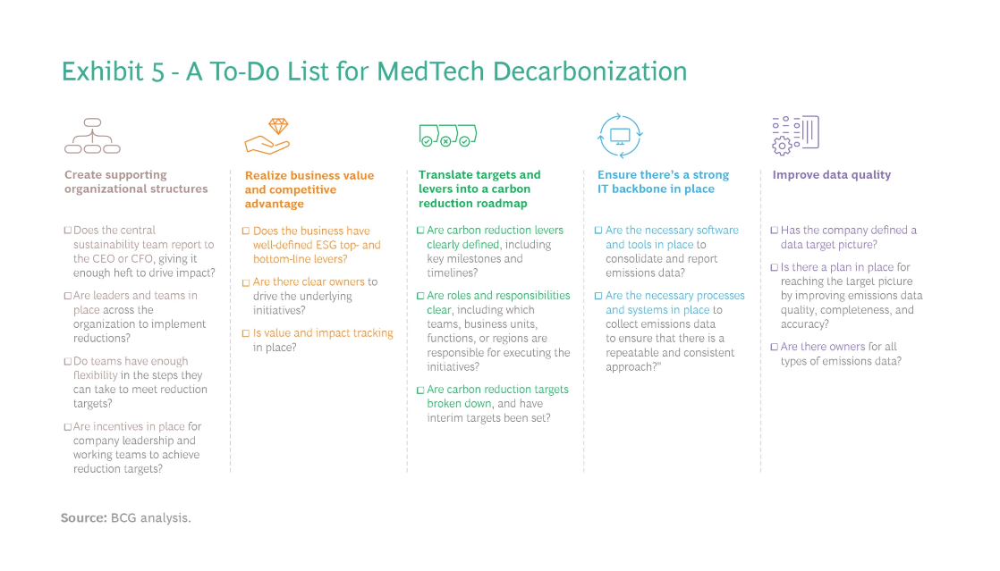 Exhibit 5 - A To-Do List for MedTech Decarbonization
Create supporting
organizational structures
Does the central
sustainability team report to
the CEO or CFO, giving it
enough heft to drive impact?
Are leaders and teams in
place across the
organization to implement
reductions?
Do teams have enough
flexibility in the steps they
can take to meet reduction
targets?
Are incentives in place for
company leadership and
working teams to achieve
reduction targets?
Realize business value
and competitive
advantage
Does the business have
well-defined ESG top- and
bottom-line levers?
Are there clear owners to
drive the underlying
initiatives?
Is value and impact tracking
in place?
Translate targets and
levers into a carbon
reduction roadmap
Are carbon reduction levers
clearly defined, including
key milestones and
timelines?
Are roles and responsibilities
clear, including which
teams, business units,
functions, or regions are
responsible for executing the
initiatives?
Are carbon reduction targets
broken down, and have
interim targets been set?
Ensure there's a strong
IT backbone in place
Are the necessary software
and tools in place to
consolidate and report
emissions data?
Are the necessary processes
and systems in place to
collect emissions data
to ensure that there is a
repeatable and consistent
approach?"
Improve data quality
Has the company defined a
data target picture?
Is there a plan in place for
reaching the target picture
by improving emissions data
quality, completeness, and
accuracy?
Are there owners for all
types of emissions data?
Source: BCG analysis.